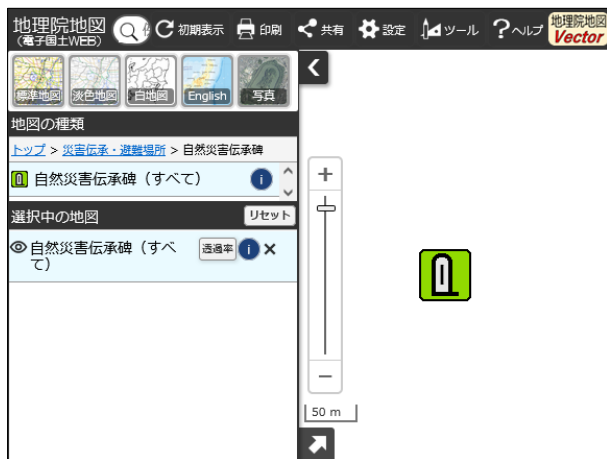 地理院地図
(電子国土WEB)
初期表示
印刷
共有
設定
ツール
ヘルプ
地理院地図
Vector
標準地図
淡色地図
白地図
English
写真
地図の種類
トップ > 災害伝承・避難場所 > 自然災害伝承碑
自然災害伝承碑（すべて）
i
選択中の地図
リセット
自然災害伝承碑（すべ
て）
透過率
i
50 m